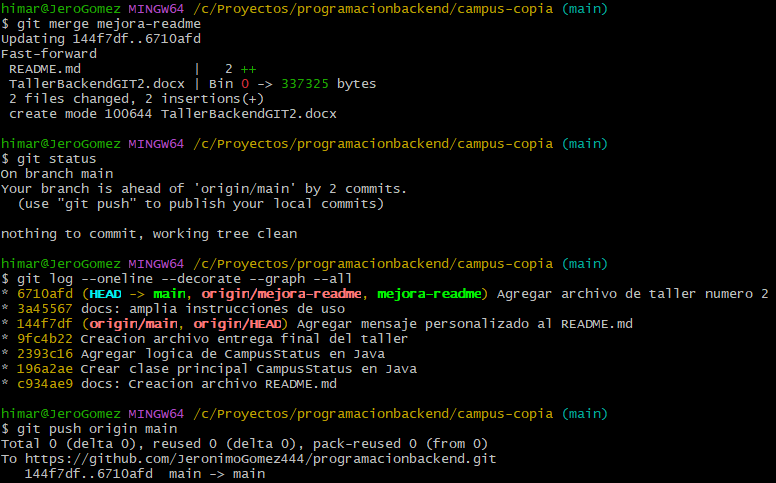 himar@JeroGomez MINGW64 /c/Proyectos/programacionbackend/campus-copia (main)
$ git merge mejora-readme
Updating 144f7df..6710afd
Fast-forward
 README.md              |   2 ++
 TallerBackendGIT2.docx | Bin 0 -> 337325 bytes
 2 files changed, 2 insertions(+)
 create mode 100644 TallerBackendGIT2.docx

himar@JeroGomez MINGW64 /c/Proyectos/programacionbackend/campus-copia (main)
$ git status
On branch main
Your branch is ahead of 'origin/main' by 2 commits.
  (use "git push" to publish your local commits)

nothing to commit, working tree clean

himar@JeroGomez MINGW64 /c/Proyectos/programacionbackend/campus-copia (main)
$ git log --oneline --decorate --graph --all
* 6710afd (HEAD -> main, origin/mejora-readme, mejora-readme) Agregar archivo de taller numero 2
* 3a45567 docs: amplia instrucciones de uso
* 144f7df (origin/main, origin/HEAD) Agregar mensaje personalizado al README.md
* 9fc4b22 Creacion archivo entrega final del taller
* 2393c16 Agregar logica de CampusStatus en Java
* 196a2ae Crear clase principal CampusStatus en Java
* c934ae9 docs: Creacion archivo README.md

himar@JeroGomez MINGW64 /c/Proyectos/programacionbackend/campus-copia (main)
$ git push origin main
Total 0 (delta 0), reused 0 (delta 0), pack-reused 0 (from 0)
To https://github.com/JeronimoGomez444/programacionbackend.git
   144f7df..6710afd  main -> main